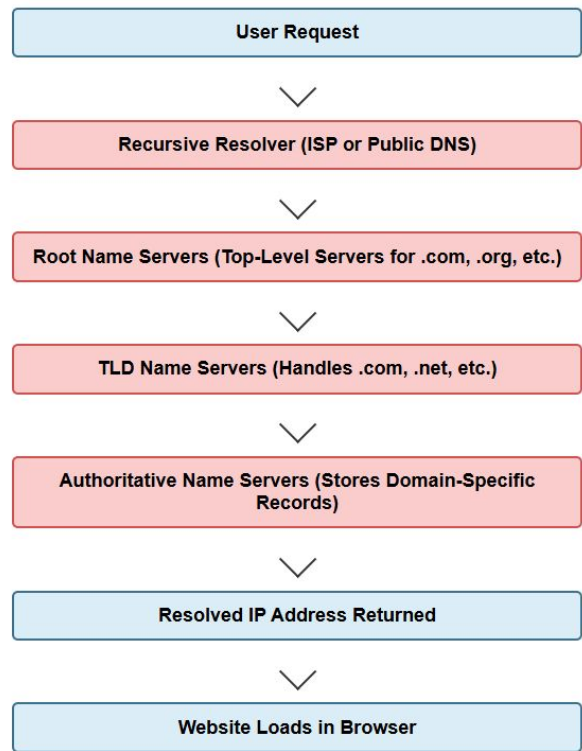 User Request
Recursive Resolver (ISP or Public DNS)
Root Name Servers (Top-Level Servers for .com, .org, etc.)
TLD Name Servers (Handles .com, .net, etc.)
Authoritative Name Servers (Stores Domain-Specific
Records)
Resolved IP Address Returned
Website Loads in Browser